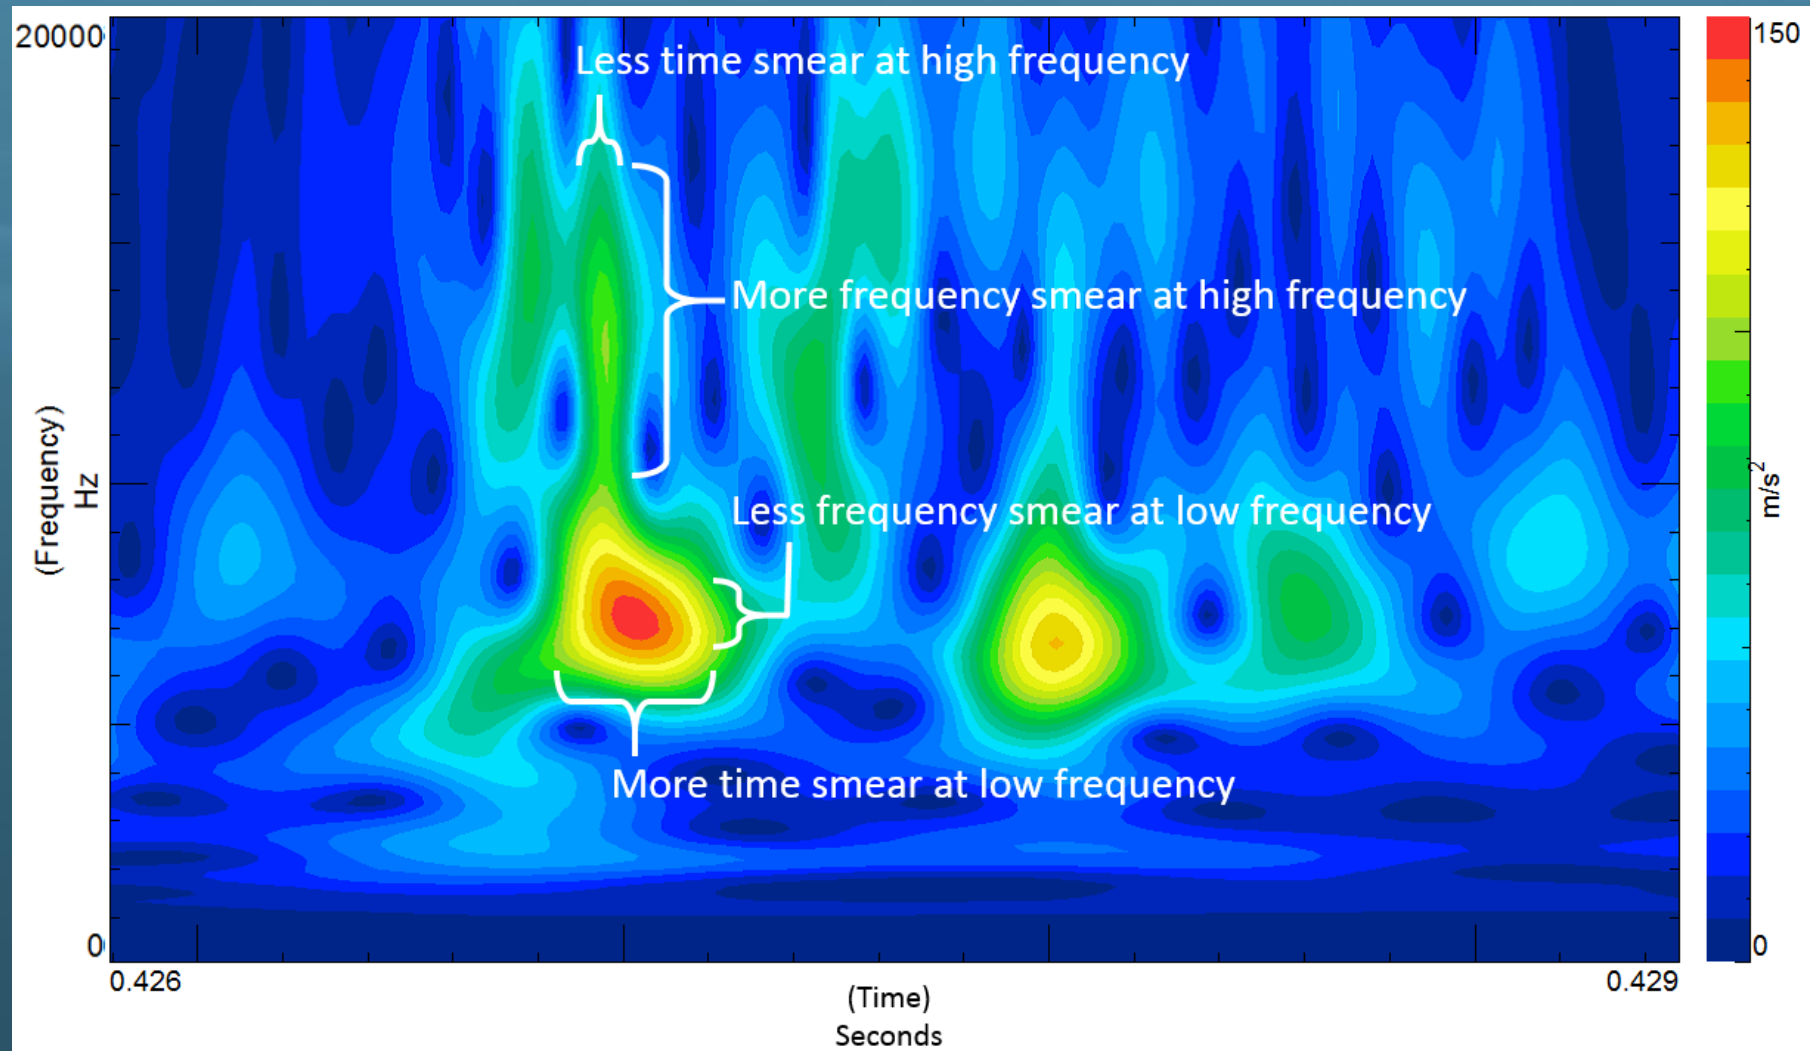 20000
Less time smear at high frequency
150
More frequency smear at high frequency
(Frequency)
Hz
m/s²
Less frequency smear at low frequency
More time smear at low frequency
0
0
0.426
0.429
(Time)
Seconds